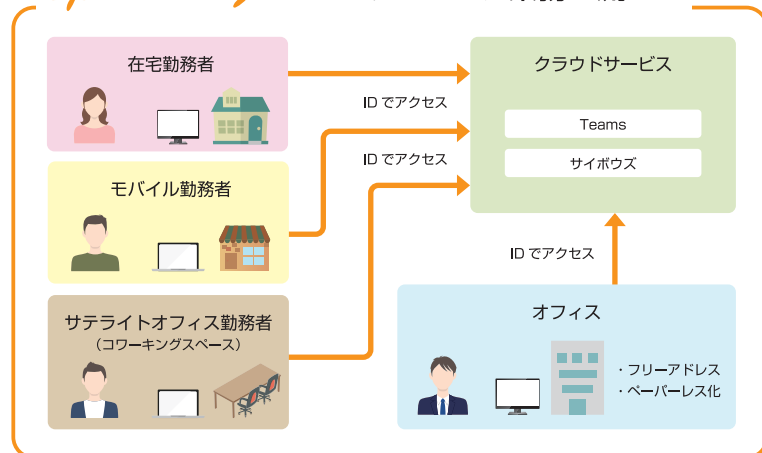 在宅勤務者
クラウドサービス
IDでアクセス
Teams
IDでアクセス
サイボウズ
モバイル勤務者
IDでアクセス
サテライトオフィス勤務者
（コワーキングスペース）
オフィス
・フリーアドレス
・ペーパーレス化